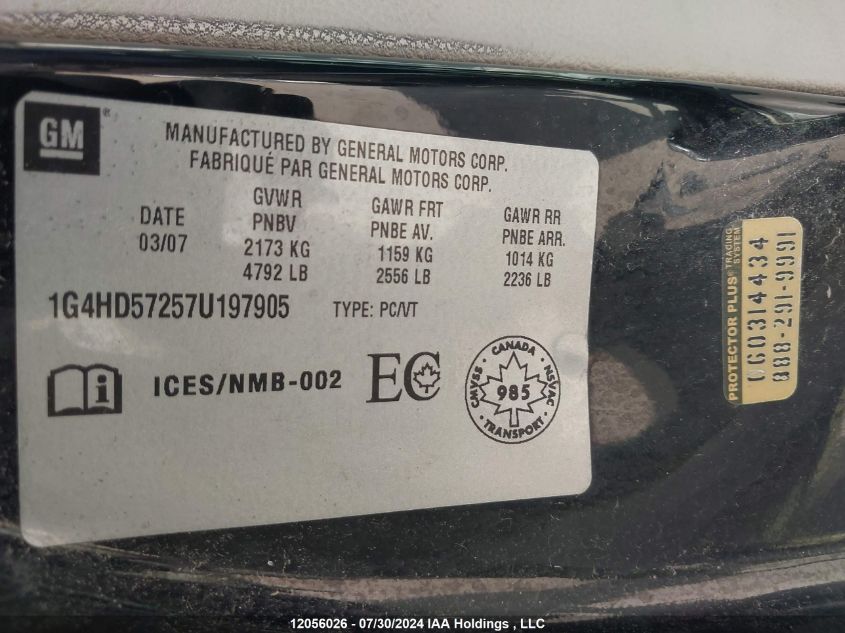 GM®
MANUFACTURED BY GENERAL MOTORS CORP.
FABRIQUÉ PAR GENERAL MOTORS CORP.
DATE
03/07
GVWR
PNBV
2173 KG
4792 LB
GAWR FRT
PNBE AV.
1159 KG
2556 LB
GAWR RR
PNBE ARR.
1014 KG
2236 LB
1G4HD57257U197905 TYPE: PC/VT
ICES/NMB-002
EC
CANADA
CMVSS
985
NSVAC
TRANSPORT
PROTECTOR PLUS® TRACING SYSTEM
0G0314434
888-291-9991
12056026 - 07/30/2024 IAA Holdings , LLC